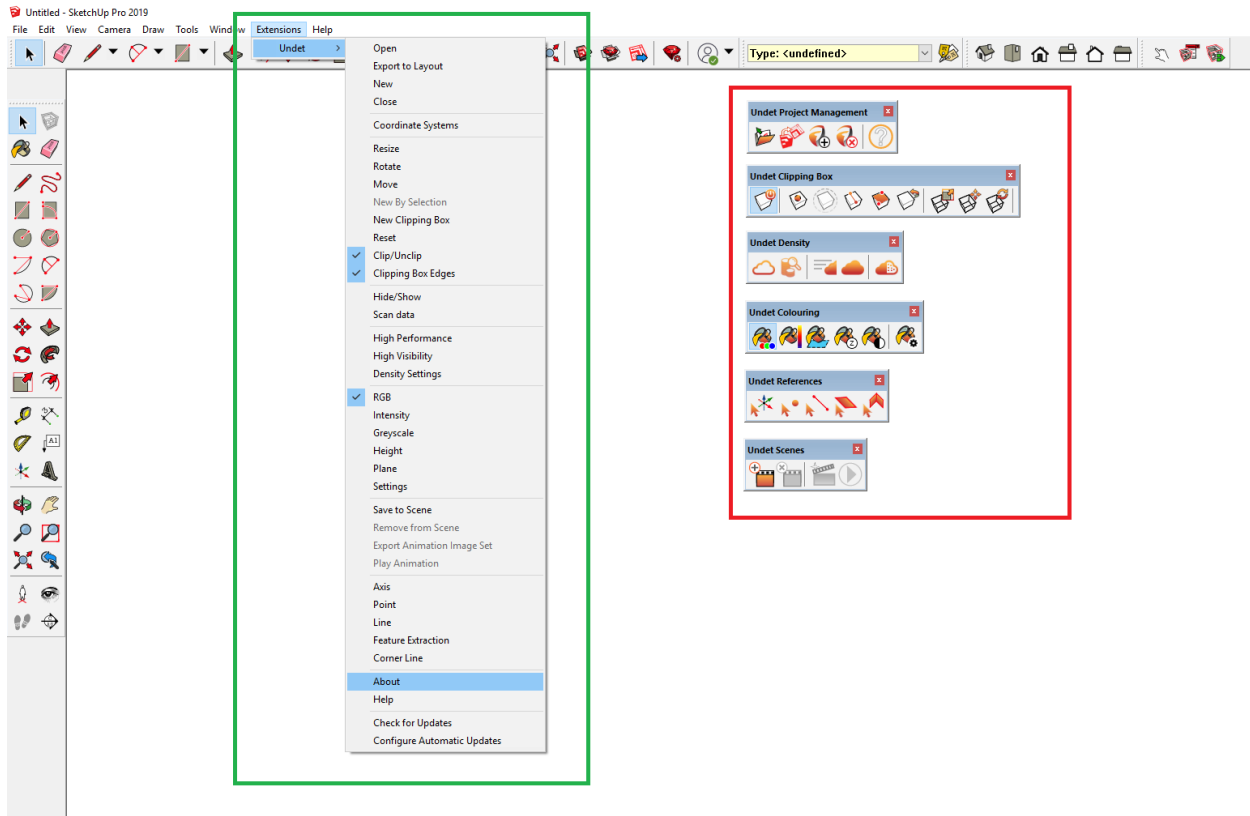 Untitled - SketchUp Pro 2019
File Edit View Camera Draw Tools Window Extensions Help
Undet
Open
Export to Layout
New
Close
Coordinate Systems
Resize
Rotate
Move
New By Selection
New Clipping Box
Reset
Clip/Unclip
Clipping Box Edges
Hide/Show
Scan data
High Performance
High Visibility
Density Settings
RGB
Intensity
Greyscale
Height
Plane
Settings
Save to Scene
Remove from Scene
Export Animation Image Set
Play Animation
Axis
Point
Line
Feature Extraction
Corner Line
About
Help
Check for Updates
Configure Automatic Updates
Type: <undefined>
Undet Project Management
Undet Clipping Box
Undet Density
Undet Colouring
Z
Undet References
Undet Scenes
A1